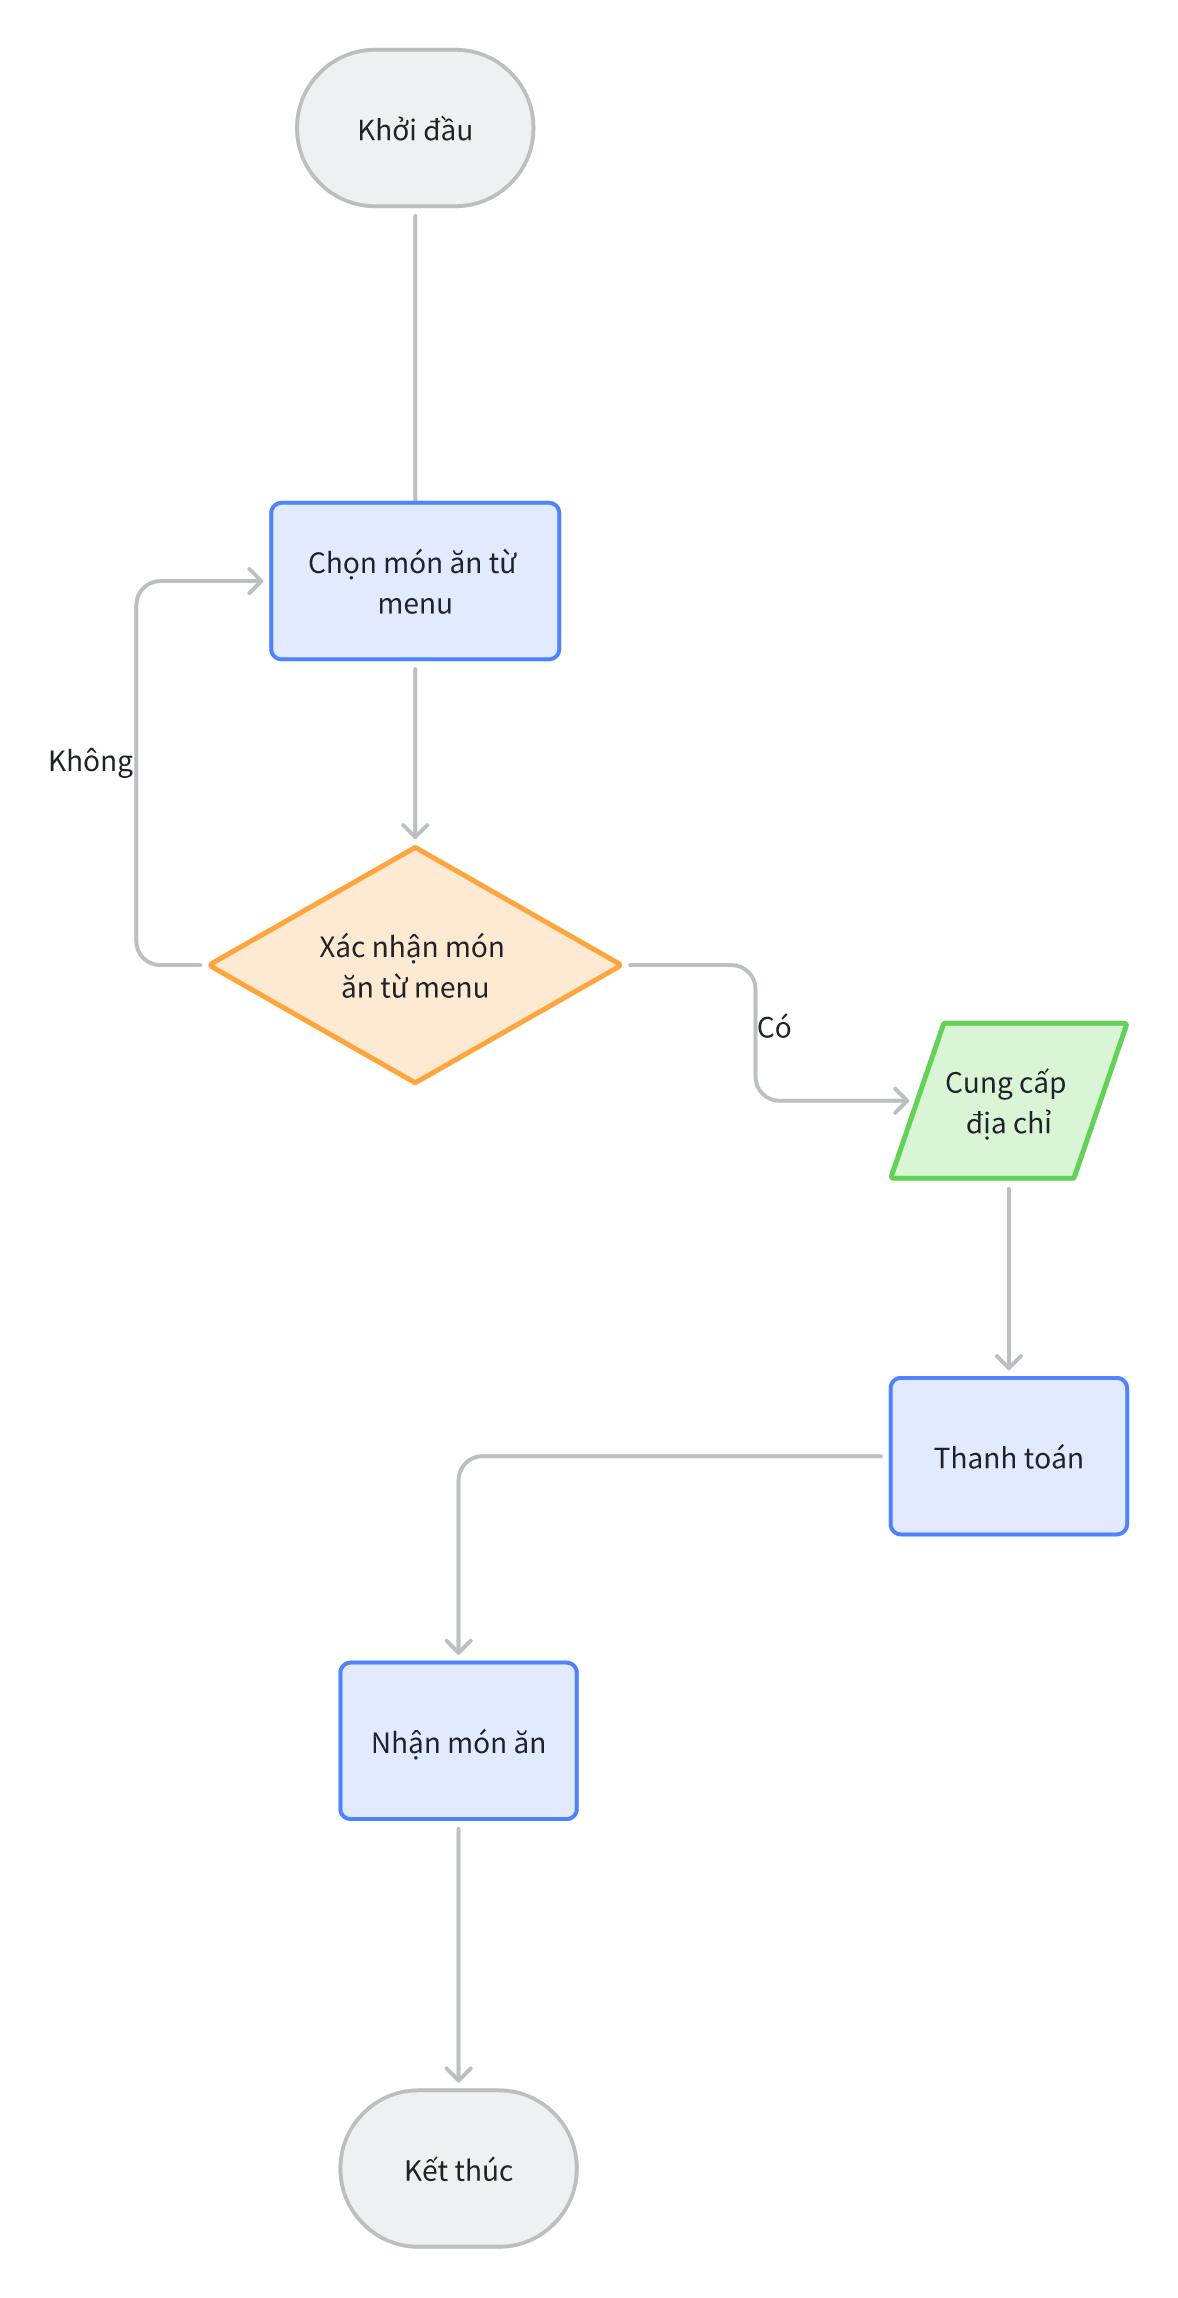 Khởi đầu
Chọn món ăn từ
menu
Không
Xác nhận món
ăn từ menu
Có
Cung cấp
địa chỉ
Thanh toán
Nhận món ăn
Kết thúc